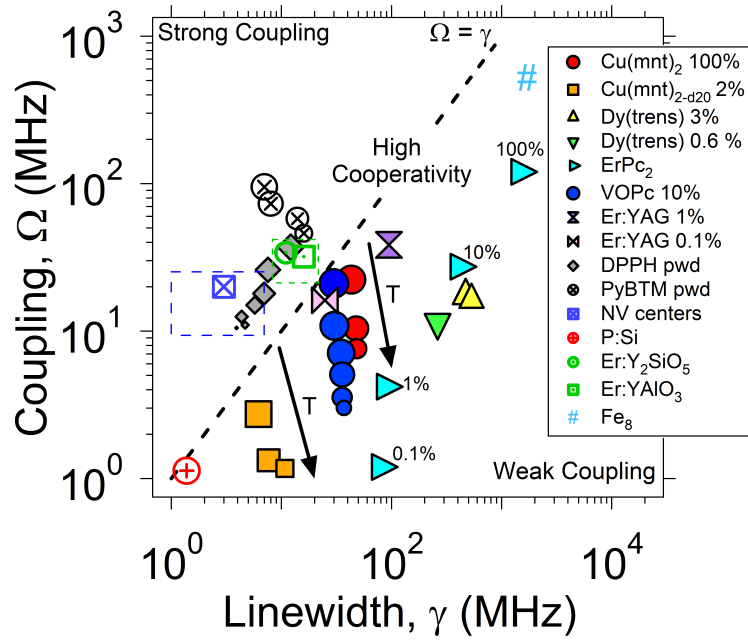 Strong Coupling
Ω = γ
10³
10²
10¹
10⁰
Coupling, Ω (MHz)
High
Cooperativity
100%
10%
1%
0.1%
T
T
Weak Coupling
Cu(mnt)₂ 100%
Cu(mnt)₂₋d20 2%
Dy(trens) 3%
Dy(trens) 0.6 %
ErPc₂
VOPc 10%
Er:YAG 1%
Er:YAG 0.1%
DPPH pwd
PyBTM pwd
NV centers
P:Si
Er:Y₂SiO₅
Er:YAlO₃
# Fe₈
#
10⁰ 10¹ 10² 10³ 10⁴
Linewidth, γ (MHz)